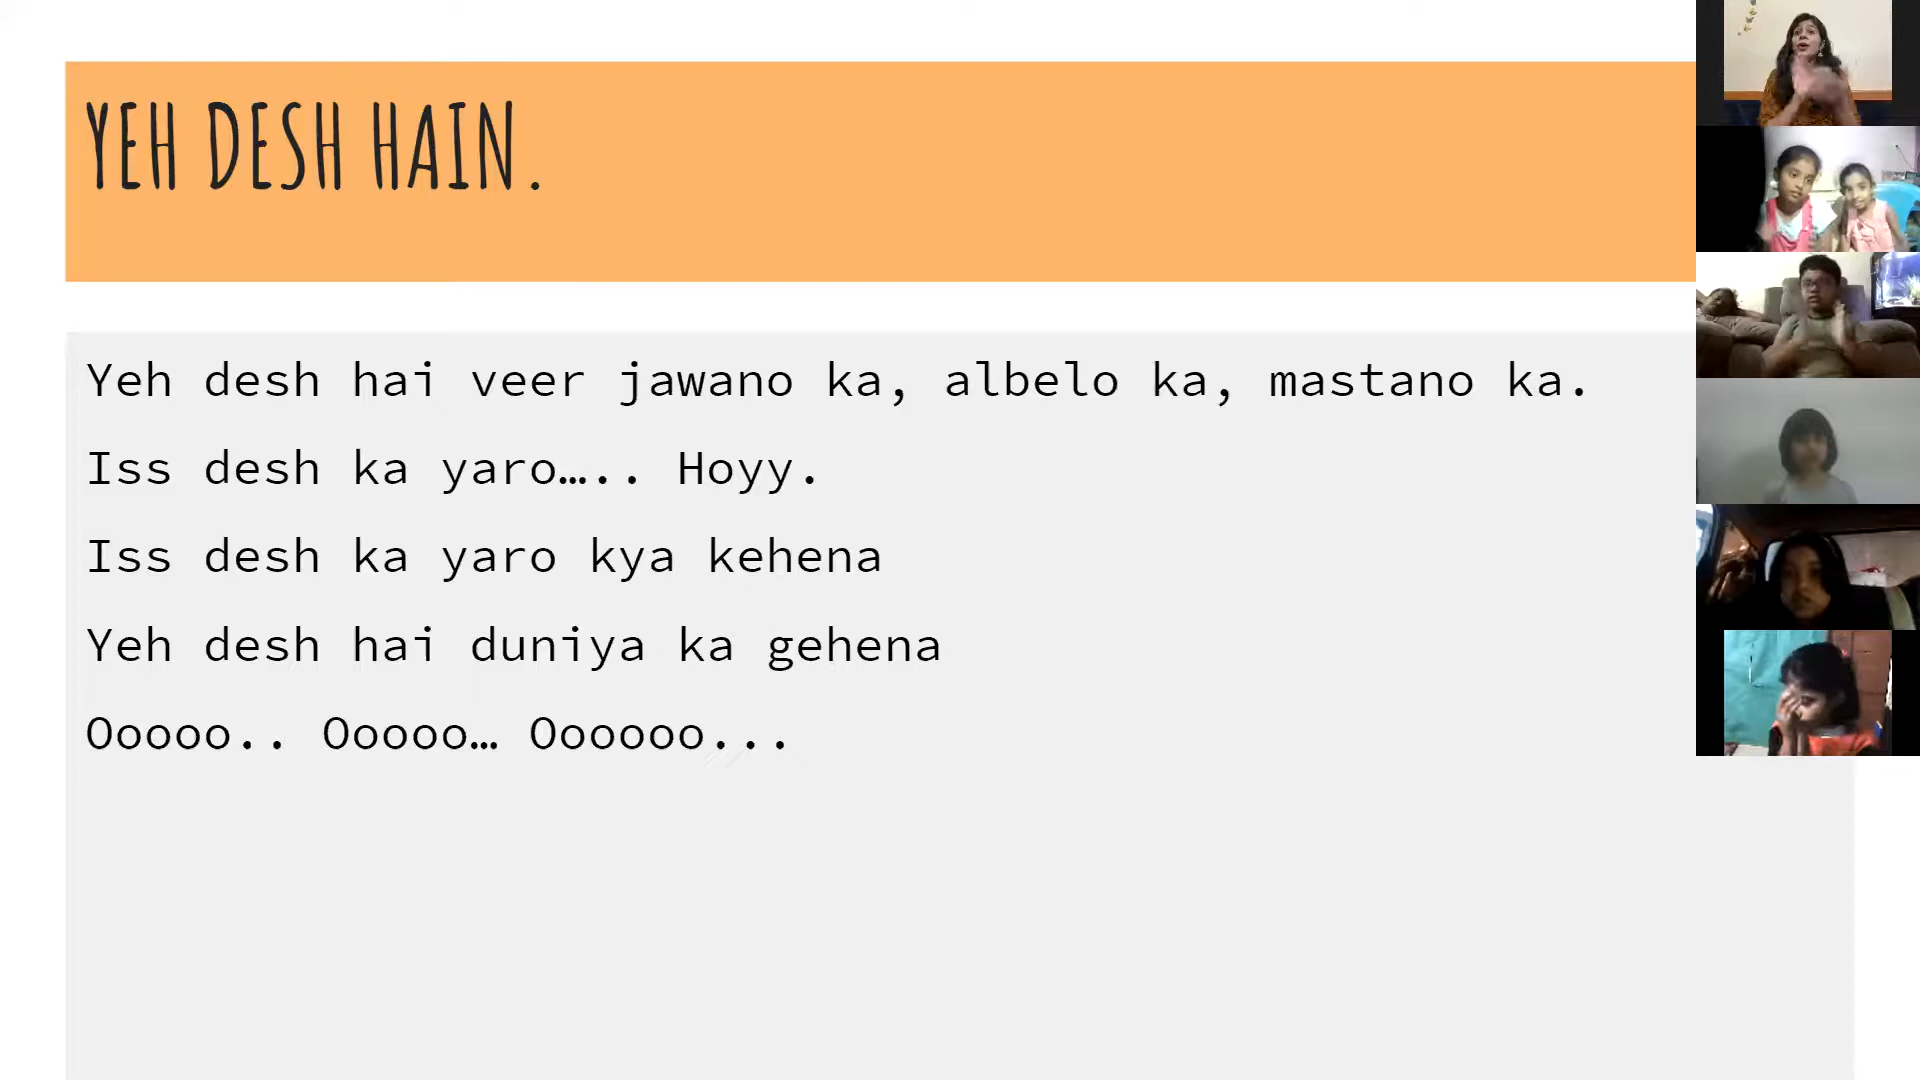 YEH DESH HAIN.
Yeh desh hai veer jawano ka, albelo ka, mastano ka.
Iss desh ka yaro….. Hoyy.
Iss desh ka yaro kya kehena
Yeh desh hai duniya ka gehena
Ooooo.. Ooooo… Oooooo...